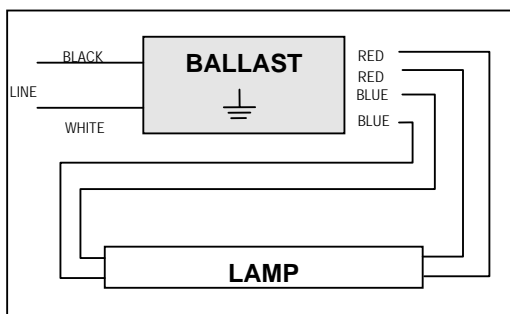 BLACK
BALLAST
RED
RED
LINE
BLUE
WHITE
BLUE
LAMP